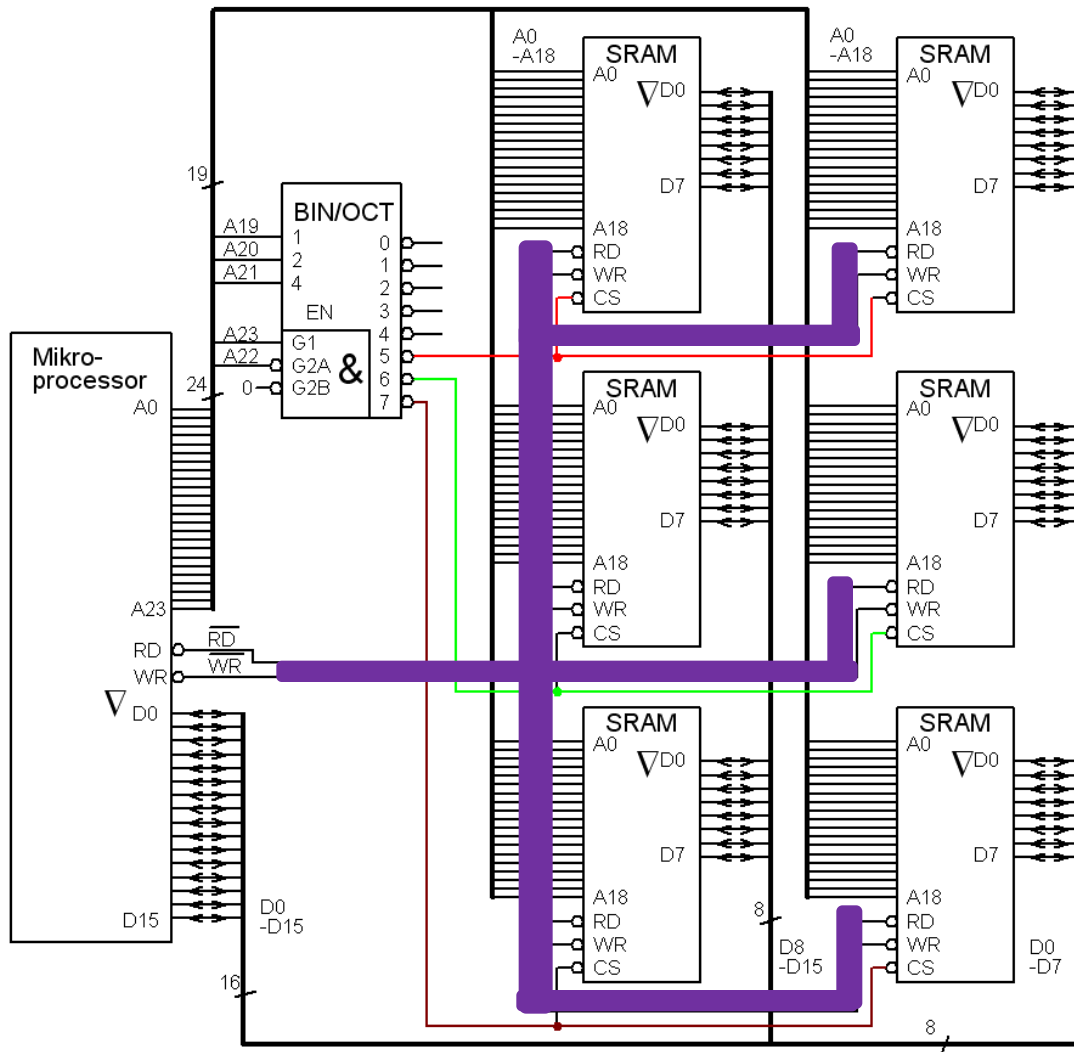 A0
-A18
SRAM
A0
D0
D7
A18
RD
WR
CS
A0
-A18
SRAM
A0
D0
D7
A18
RD
WR
CS
19
A19
A20
A21
A23
A22
0
BIN/OCT
1
2
4
EN
G1
G2A
G2B
&
0
1
2
3
4
5
6
7
24
Mikro-
processor
A0
A23
RD
WR
D0
D15
RD
WR
A0
D0
D7
A18
RD
WR
CS
A0
D0
D7
A18
RD
WR
CS
SRAM
A0
D0
D7
A18
RD
WR
CS
SRAM
A0
D0
D7
A18
RD
WR
CS
D0
-D15
16
8
D8
-D15
D0
-D7
8